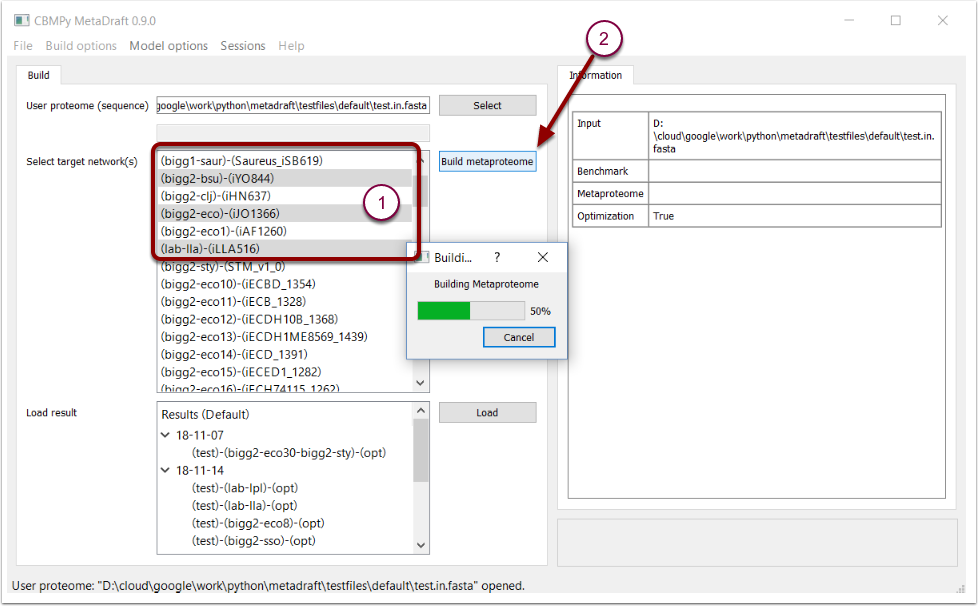 CBMPy MetaDraft 0.9.0
File Build options Model options Sessions Help
Build
User proteome (sequence)
google\work\python\metadraft\testfiles\default\test.in.fasta
Select
Select target network(s)
(bigg1-saur)-(Saureus_iSB619)
(bigg2-bsu)-(iYO844)
(bigg2-clj)-(iHN637)
(bigg2-eco)-(iJO1366)
(bigg2-eco1)-(iAF1260)
(lab-lla)-(iLLA516)
(bigg2-sty)-(STM_v1_0)
(bigg2-eco10)-(iECBD_1354)
(bigg2-eco11)-(iECB_1328)
(bigg2-eco12)-(iECDH10B_1368)
(bigg2-eco13)-(iECDH1ME8569_1439)
(bigg2-eco14)-(iECD_1391)
(bigg2-eco15)-(iECED1_1282)
(bigg2-eco16)-(iECH74115_1262)
1
Build metaproteome
2
Buildi... ?
Building Metaproteome
50%
Cancel
Load result
Results (Default)
18-11-07
(test)-(bigg2-eco30-bigg2-sty)-(opt)
18-11-14
(test)-(lab-lpl)-(opt)
(test)-(lab-lla)-(opt)
(test)-(bigg2-eco8)-(opt)
(test)-(bigg2-sso)-(opt)
Load
Information
Input
D:
\cloud\google\work\python\metadraft\testfiles\default\test.in.
fasta
Benchmark
Metaproteome
Optimization True
User proteome: "D:\cloud\google\work\python\metadraft\testfiles\default\test.in.fasta" opened.